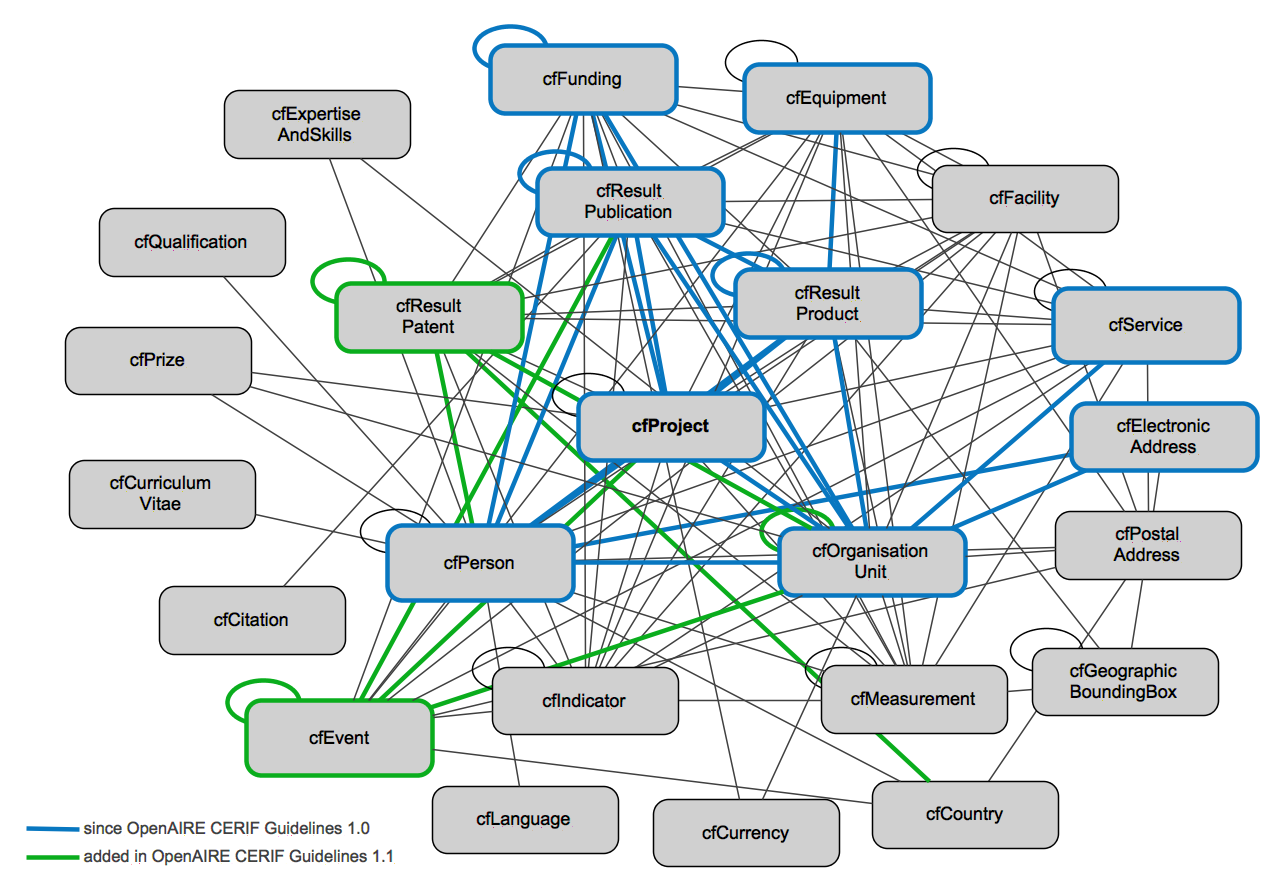 cfFunding
cfEquipment
cfExpertise
AndSkills
cfResult
Publication
cfFacility
cfQualification
cfResult
Patent
cfResult
Product
cfService
cfPrize
cfProject
cfElectronic
Address
cfCurriculum
Vitae
cfPerson
cfOrganisation
Unit
cfPostal
Address
cfCitation
cfIndicator
cfMeasurement
cfGeographic
BoundingBox
cfEvent
cfLanguage
cfCurrency
cfCountry
since OpenAIRE CERIF Guidelines 1.0
added in OpenAIRE CERIF Guidelines 1.1